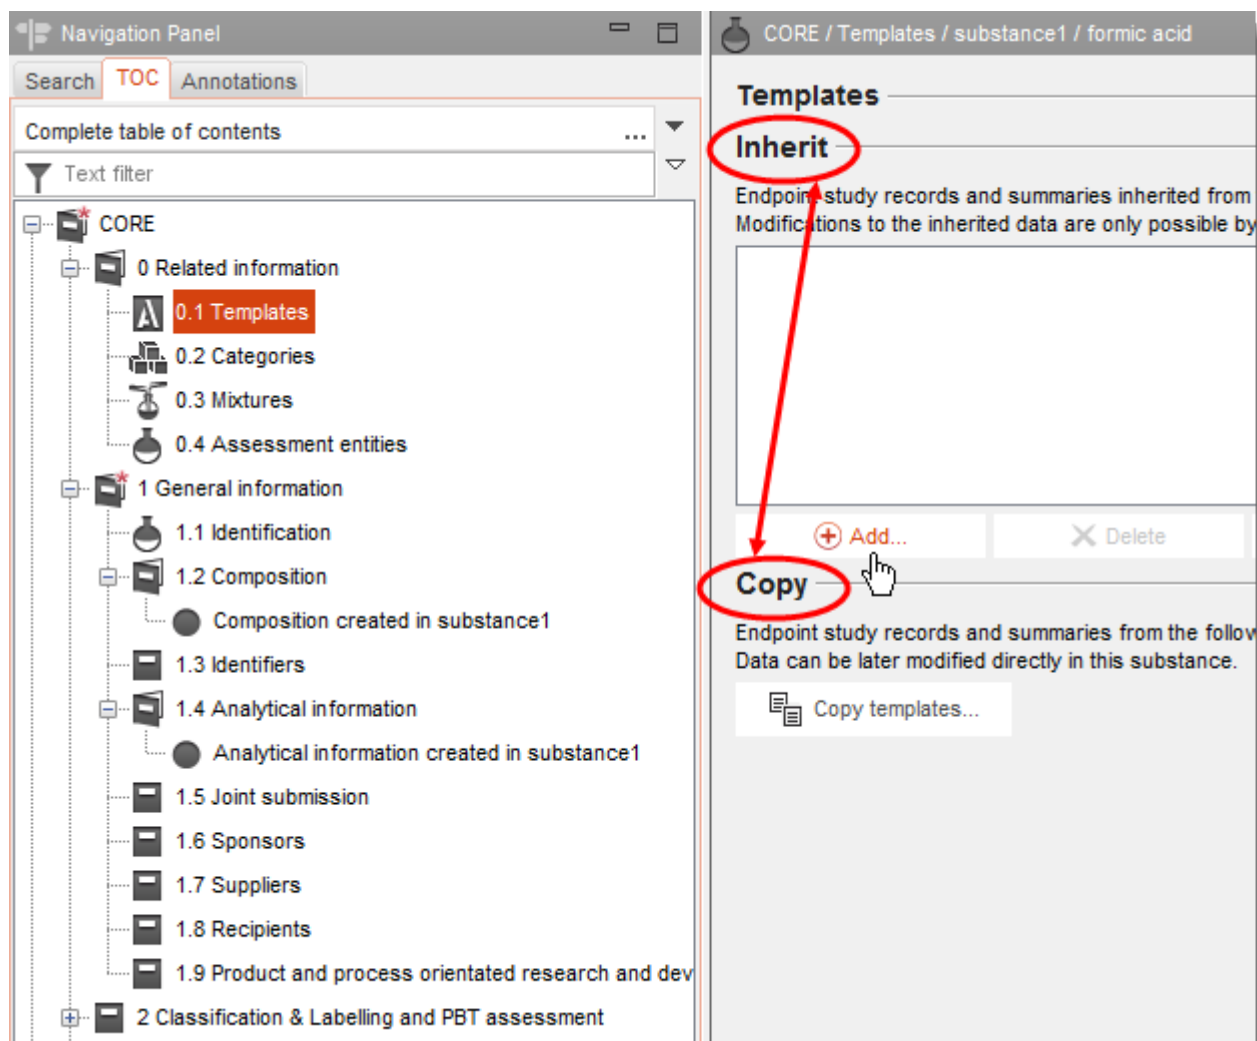 Navigation Panel
Search TOC Annotations
Complete table of contents ...
Text filter
CORE
0 Related information
0.1 Templates
0.2 Categories
0.3 Mixtures
0.4 Assessment entities
1 General information
1.1 Identification
1.2 Composition
Composition created in substance1
1.3 Identifiers
1.4 Analytical information
Analytical information created in substance1
1.5 Joint submission
1.6 Sponsors
1.7 Suppliers
1.8 Recipients
1.9 Product and process orientated research and dev
2 Classification & Labelling and PBT assessment
CORE / Templates / substance1 / formic acid
Templates
Inherit
Endpoint study records and summaries inherited from
Modifications to the inherited data are only possible by
Add... Delete
Copy
Endpoint study records and summaries from the follow
Data can be later modified directly in this substance.
Copy templates...